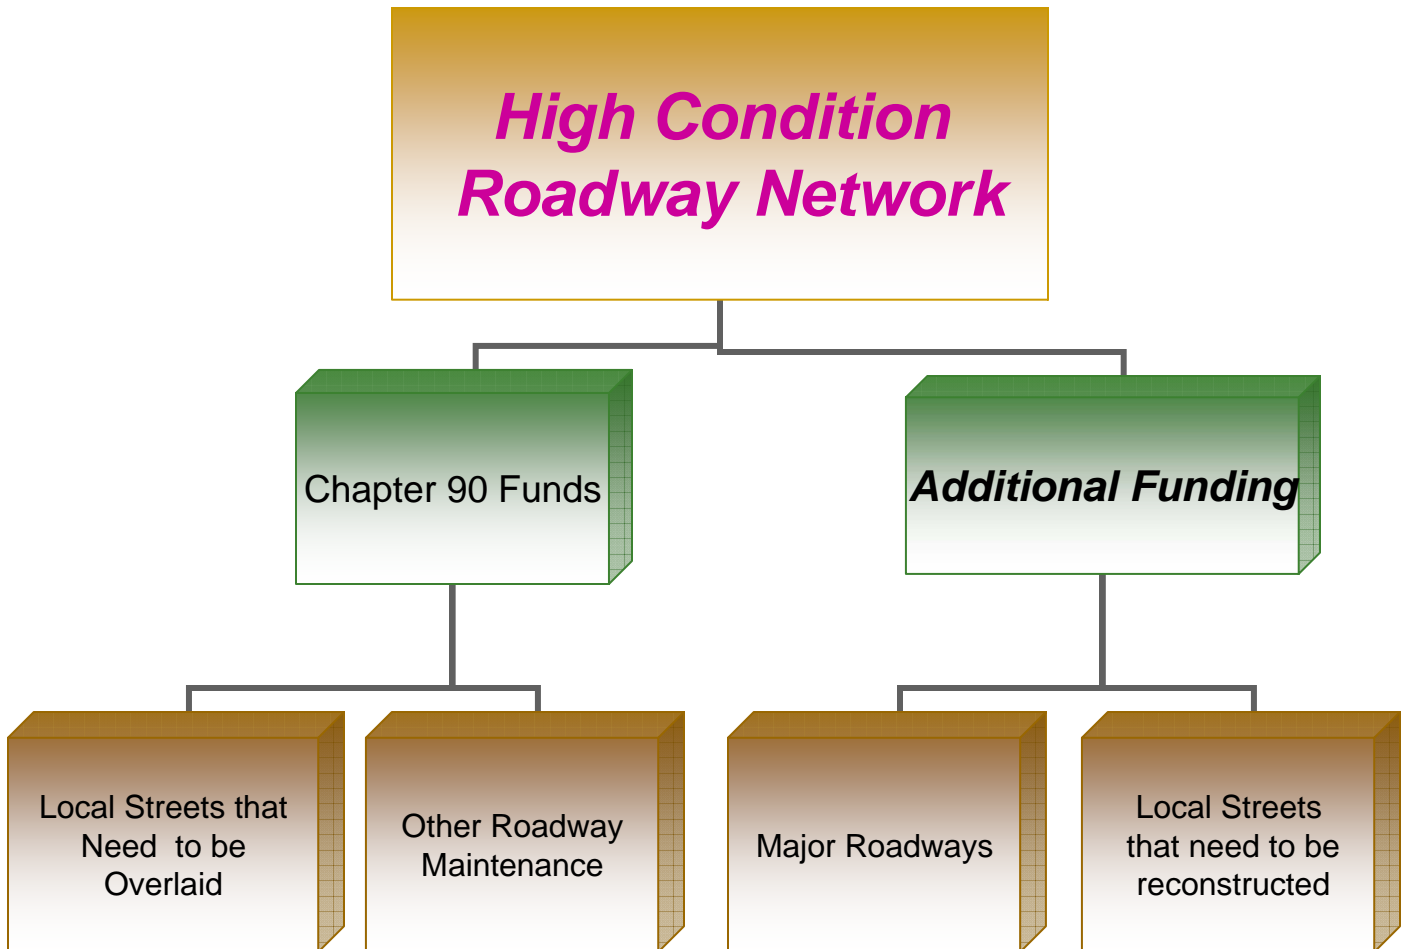 High Condition
Roadway Network
Chapter 90 Funds
Additional Funding
Local Streets that
Need  to be
Overlaid
Other Roadway
Maintenance
Major Roadways
Local Streets
that need to be
reconstructed